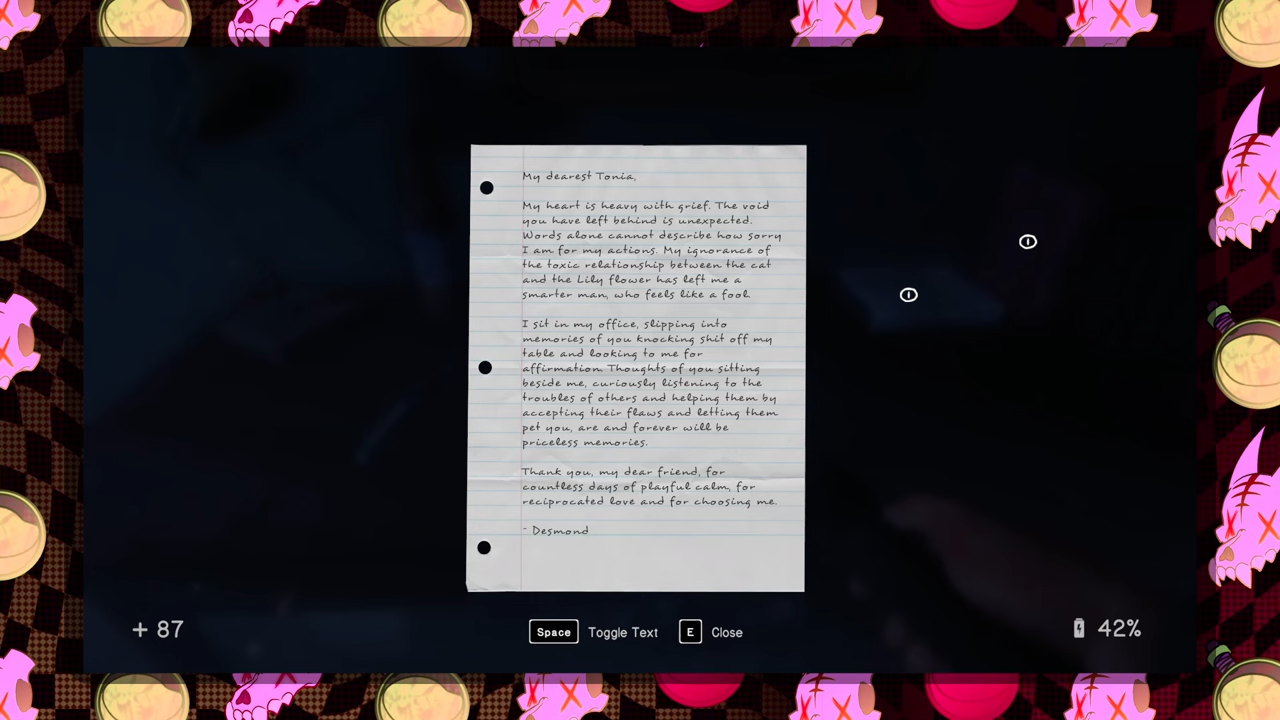 My dearest Tonia,
My heart is heavy with grief. The void
you have left behind is unexpected.
Words alone cannot describe how sorry
I am for my actions. My ignorance of
the toxic relationship between the cat
and the Lily flower has left me a
smarter man, who feels like a fool.
I sit in my office, slipping into
memories of you knocking shit off my
table and looking to me for
affirmation. Thoughts of you sitting
beside me, curiously listening to the
troubles of others and helping them by
accepting their flaws and letting them
pet you, are and forever will be
priceless memories.
Thank you, my dear friend, for
countless days of playful calm, for
reciprocated love and for choosing me.
- Desmond
+ 87
Space Toggle Text E Close
42%